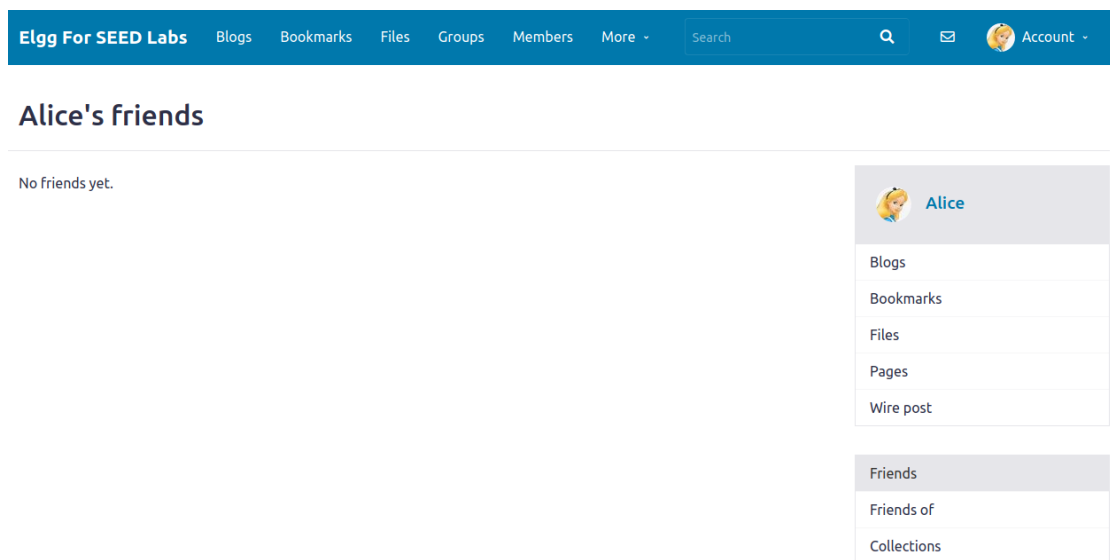 Elgg For SEED Labs Blogs Bookmarks Files Groups Members More Search Account
Alice's friends
No friends yet.
Alice
Blogs
Bookmarks
Files
Pages
Wire post
Friends
Friends of
Collections